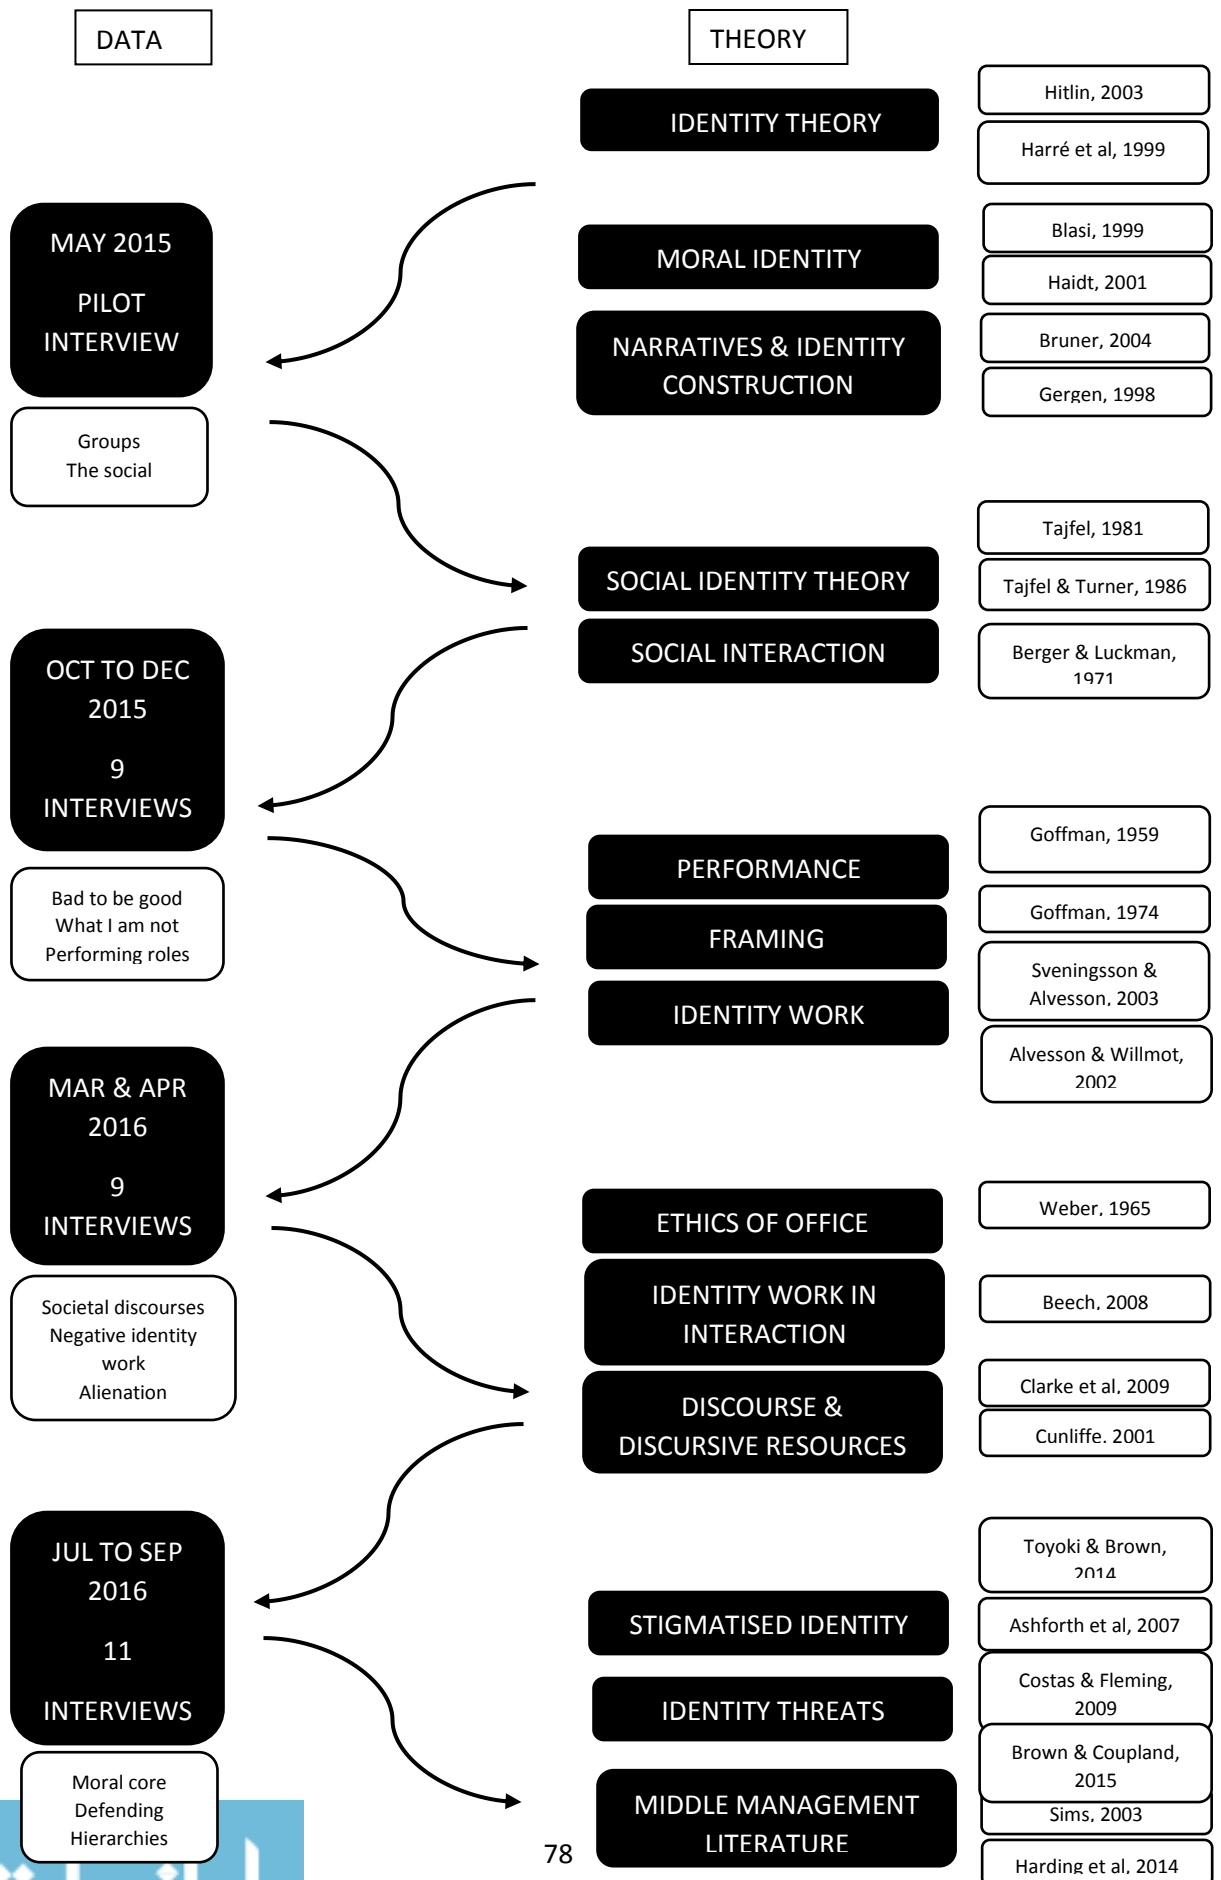 DATA
THEORY
IDENTITY THEORY
Hitlin, 2003
Harré et al, 1999
MAY 2015
PILOT
INTERVIEW
MORAL IDENTITY
Blasi, 1999
Haidt, 2001
NARRATIVES & IDENTITY
CONSTRUCTION
Bruner, 2004
Gergen, 1998
Groups
The social
SOCIAL IDENTITY THEORY
Tajfel, 1981
Tajfel & Turner, 1986
SOCIAL INTERACTION
Berger & Luckman,
1971
OCT TO DEC
2015
9
INTERVIEWS
PERFORMANCE
Goffman, 1959
Bad to be good
What I am not
Performing roles
FRAMING
Goffman, 1974
IDENTITY WORK
Sveningsson &
Alvesson, 2003
Alvesson & Willmot,
2002
MAR & APR
2016
9
INTERVIEWS
ETHICS OF OFFICE
Weber, 1965
Societal discourses
Negative identity
work
Alienation
IDENTITY WORK IN
INTERACTION
Beech, 2008
DISCOURSE &
DISCURSIVE RESOURCES
Clarke et al, 2009
Cunliffe, 2001
JUL TO SEP
2016
11
INTERVIEWS
STIGMATISED IDENTITY
Toyoki & Brown,
2014
Ashforth et al, 2007
IDENTITY THREATS
Costas & Fleming,
2009
Brown & Coupland,
2015
Moral core
Defending
Hierarchies
MIDDLE MANAGEMENT
LITERATURE
Sims, 2003
Harding et al, 2014
78